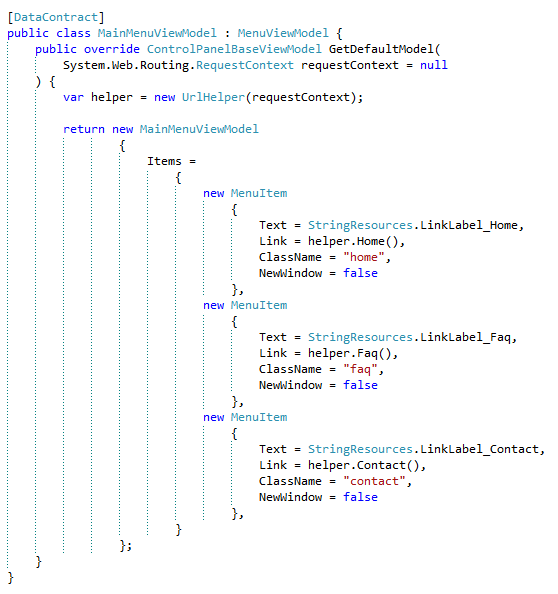 [DataContract]
public class MainMenuViewModel : MenuViewModel {
    public override ControlPanelBaseViewModel GetDefaultModel(
        System.Web.Routing.RequestContext requestContext = null
    ) {
        var helper = new UrlHelper(requestContext);

        return new MainMenuViewModel
                {
                    Items =
                        {
                            new MenuItem
                                {
                                    Text = StringResources.LinkLabel_Home,
                                    Link = helper.Home(),
                                    ClassName = "home",
                                    NewWindow = false
                                },
                            new MenuItem
                                {
                                    Text = StringResources.LinkLabel_Faq,
                                    Link = helper.Faq(),
                                    ClassName = "faq",
                                    NewWindow = false
                                },
                            new MenuItem
                                {
                                    Text = StringResources.LinkLabel_Contact,
                                    Link = helper.Contact(),
                                    ClassName = "contact",
                                    NewWindow = false
                                },
                        }
                };
    }
}